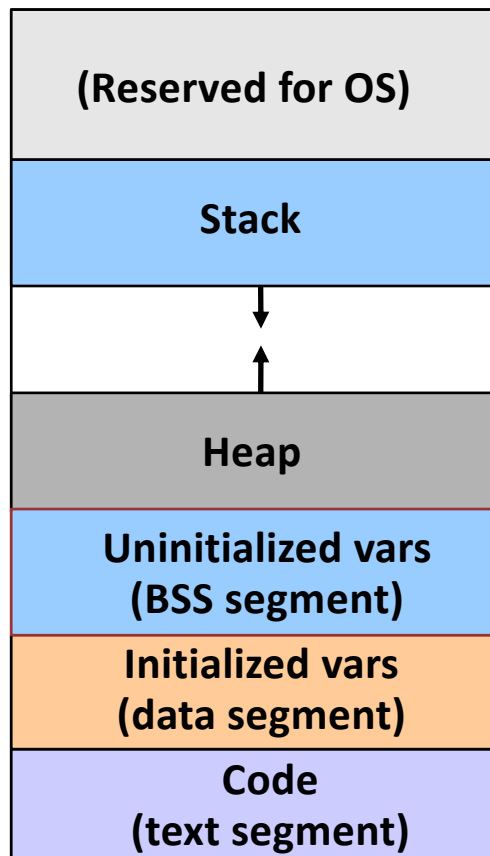 (Reserved for OS)
Stack
Heap
Uninitialized vars
(BSS segment)
Initialized vars
(data segment)
Code
(text segment)